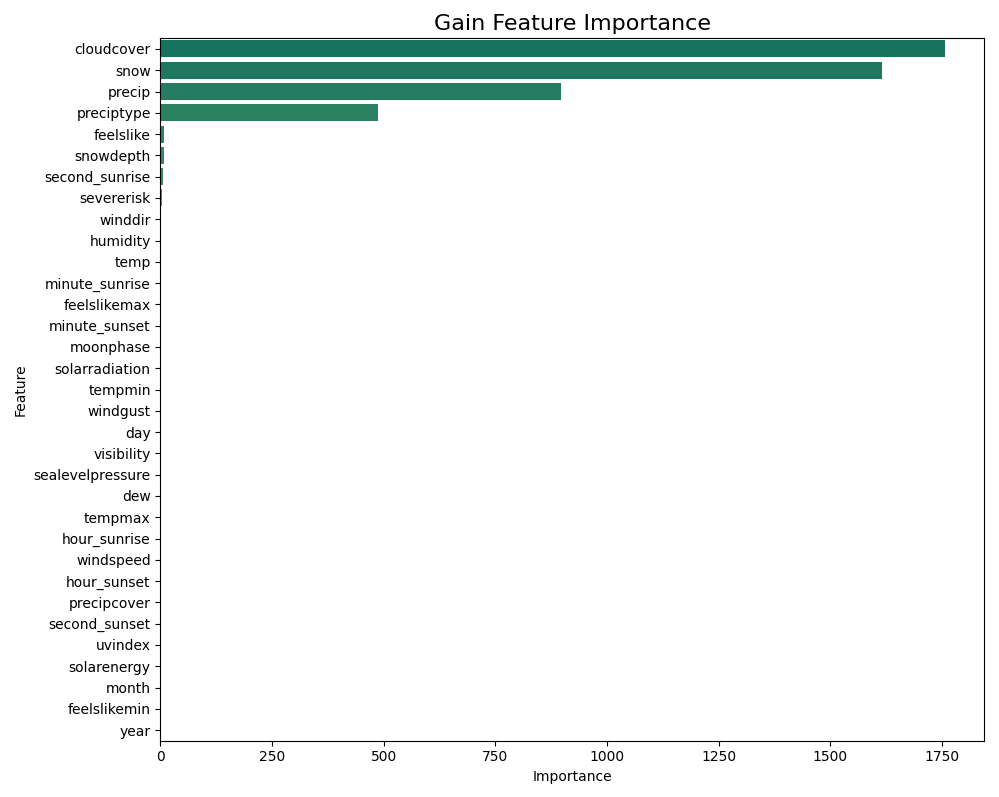 Gain Feature Importance
cloudcover
snow
precip
preciptype
feelslike
snowdepth
second_sunrise
severerisk
winddir
humidity
temp
minute_sunrise
feelslikemax
minute_sunset
moonphase
solarradiation
tempmin
windgust
day
visibility
sealevelpressure
dew
tempmax
hour_sunrise
windspeed
hour_sunset
precipcover
second_sunset
uvindex
solarenergy
month
feelslikemin
year
Feature
0 250 500 750 1000 1250 1500 1750
Importance